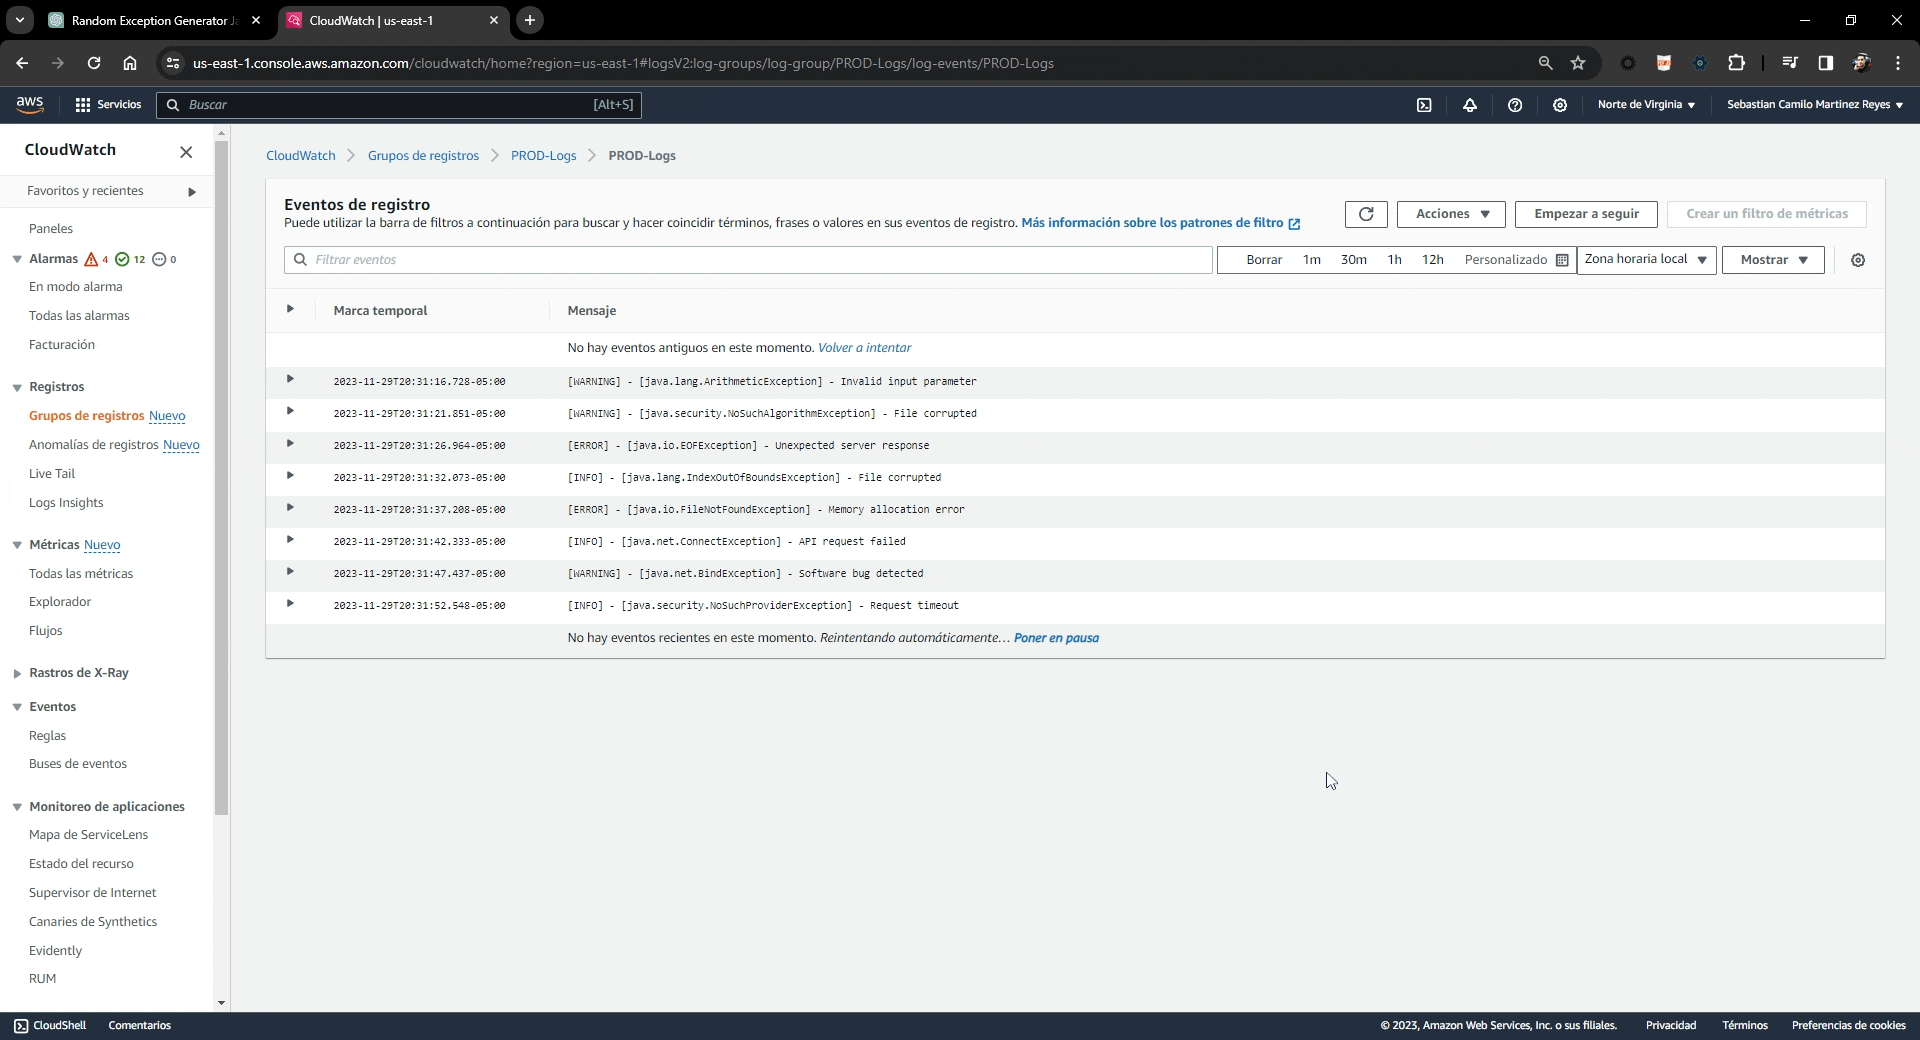 Random Exception Generator Ja
CloudWatch | us-east-1
us-east-1.console.aws.amazon.com/cloudwatch/home?region=us-east-1#logsV2:log-groups/log-group/PROD-Logs/log-events/PROD-Logs
aws
Servicios
Buscar
[Alt+S]
Norte de Virginia
Sebastian Camilo Martinez Reyes
CloudWatch
Favoritos y recientes
Paneles
Alarmas 4 12 0
En modo alarma
Todas las alarmas
Facturación
Registros
Grupos de registros Nuevo
Anomalías de registros Nuevo
Live Tail
Logs Insights
Métricas Nuevo
Todas las métricas
Explorador
Flujos
Rastros de X-Ray
Eventos
Reglas
Buses de eventos
Monitoreo de aplicaciones
Mapa de ServiceLens
Estado del recurso
Supervisor de Internet
Canaries de Synthetics
Evidently
RUM
CloudWatch > Grupos de registros > PROD-Logs > PROD-Logs
Eventos de registro
Puede utilizar la barra de filtros a continuación para buscar y hacer coincidir términos, frases o valores en sus eventos de registro. Más información sobre los patrones de filtro
Acciones
Empezar a seguir
Crear un filtro de métricas
Filtrar eventos
Borrar 1m 30m 1h 12h Personalizado
Zona horaria local
Mostrar
Marca temporal Mensaje
No hay eventos antiguos en este momento. Volver a intentar
2023-11-29T20:31:16.728-05:00 [WARNING] - [java.lang.ArithmeticException] - Invalid input parameter
2023-11-29T20:31:21.851-05:00 [WARNING] - [java.security.NoSuchAlgorithmException] - File corrupted
2023-11-29T20:31:26.964-05:00 [ERROR] - [java.io.EOFException] - Unexpected server response
2023-11-29T20:31:32.073-05:00 [INFO] - [java.lang.IndexOutOfBoundsException] - File corrupted
2023-11-29T20:31:37.208-05:00 [ERROR] - [java.io.FileNotFoundException] - Memory allocation error
2023-11-29T20:31:42.333-05:00 [INFO] - [java.net.ConnectException] - API request failed
2023-11-29T20:31:47.437-05:00 [WARNING] - [java.net.BindException] - Software bug detected
2023-11-29T20:31:52.548-05:00 [INFO] - [java.security.NoSuchProviderException] - Request timeout
No hay eventos recientes en este momento. Reintentando automáticamente... Poner en pausa
CloudShell
Comentarios
© 2023, Amazon Web Services, Inc. o sus filiales.
Privacidad
Términos
Preferencias de cookies